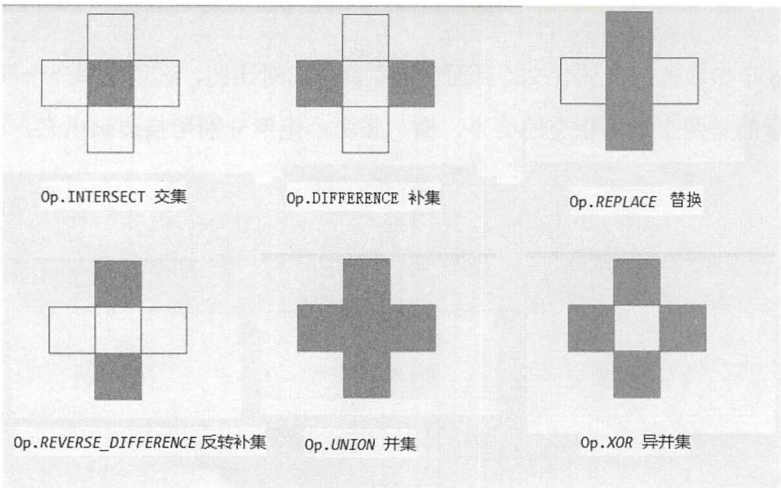 Op.INTERSECT 交集
Op.DIFFERENCE 补集
Op.REPLACE 替换
Op.REVERSE_DIFFERENCE 反转补集
Op.UNION 并集
Op.XOR 异并集